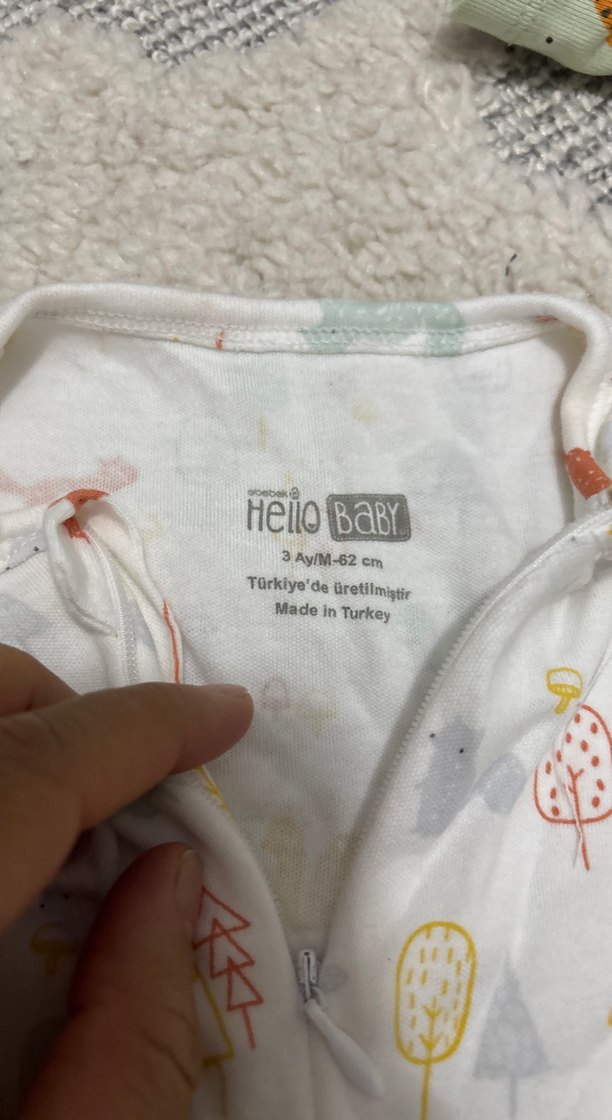 ebebek
Hello BABY
3 Ay/M-62 cm
Türkiye'de üretilmiştir
Made in Turkey